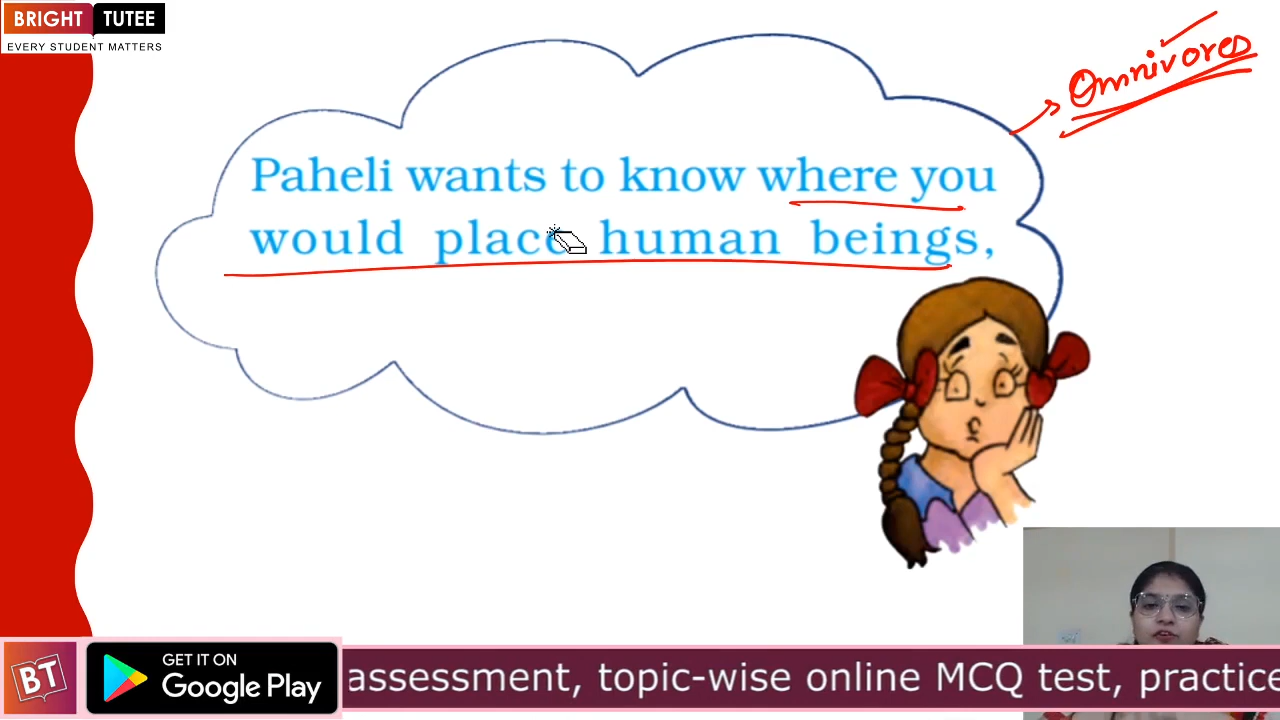 BRIGHT TUTEE
EVERY STUDENT MATTERS
Omnivores
Paheli wants to know where you
would place human beings,
BT
GET IT ON
Google Play
assessment, topic-wise online MCQ test, practice